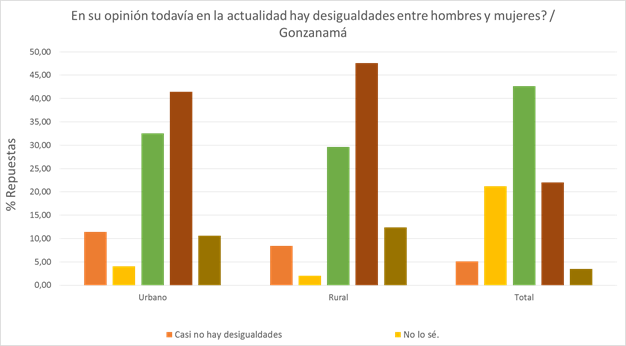 En su opinión todavía en la actualidad hay desigualdades entre hombres y mujeres? /
Gonzanamá
50,00
45,00
40,00
35,00
30,00
25,00
20,00
15,00
10,00
5,00
0,00
% Repuestas
Urbano Rural Total
Casi no hay desigualdades No lo sé.